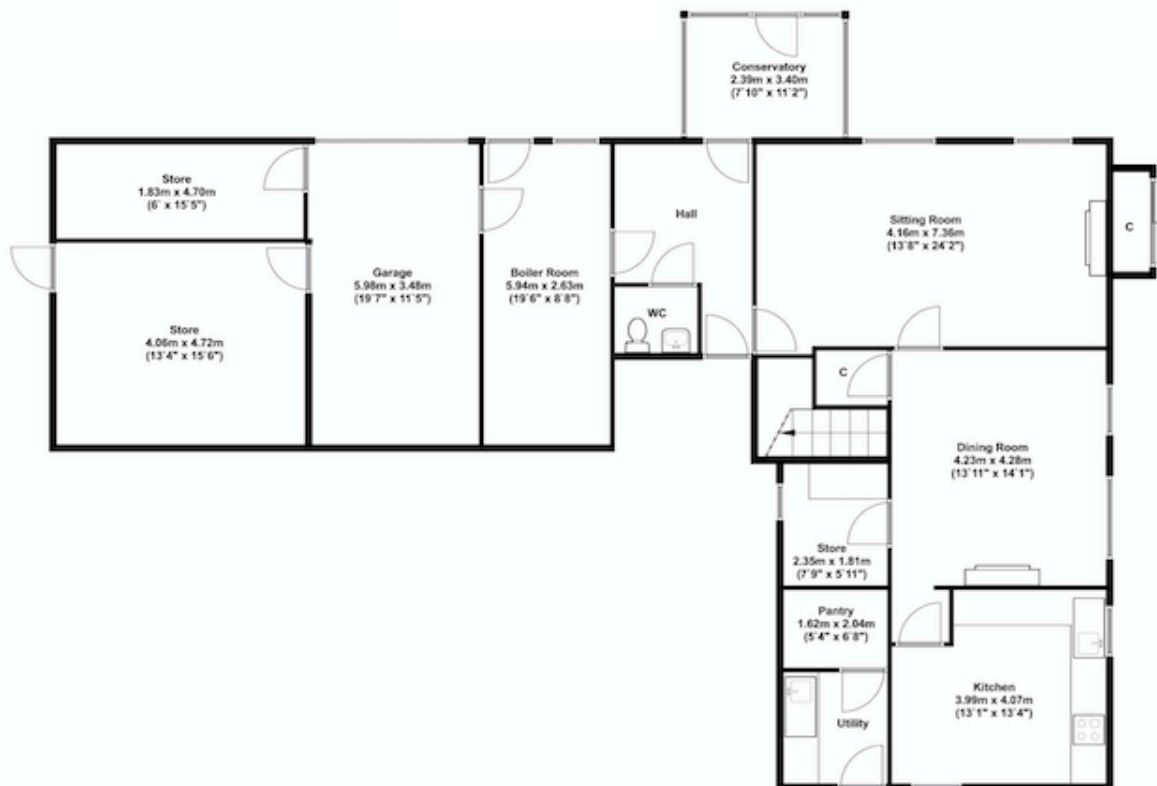 Conservatory
2.39m x 3.40m
(7'10" x 11'2")
Store
1.83m x 4.70m
(6' x 15'5")
Hall
Sitting Room
4.16m x 7.36m
(13'8" x 24'2")
C
Garage
5.98m x 3.48m
(19'7" x 11'5")
Boiler Room
5.94m x 2.63m
(19'6" x 8'8")
WC
Store
4.06m x 4.72m
(13'4" x 15'6")
C
Dining Room
4.23m x 4.28m
(13'11" x 14'1")
Store
2.35m x 1.81m
(7'9" x 5'11")
Pantry
1.62m x 2.04m
(5'4" x 6'8")
Kitchen
3.99m x 4.07m
(13'1" x 13'4")
Utility